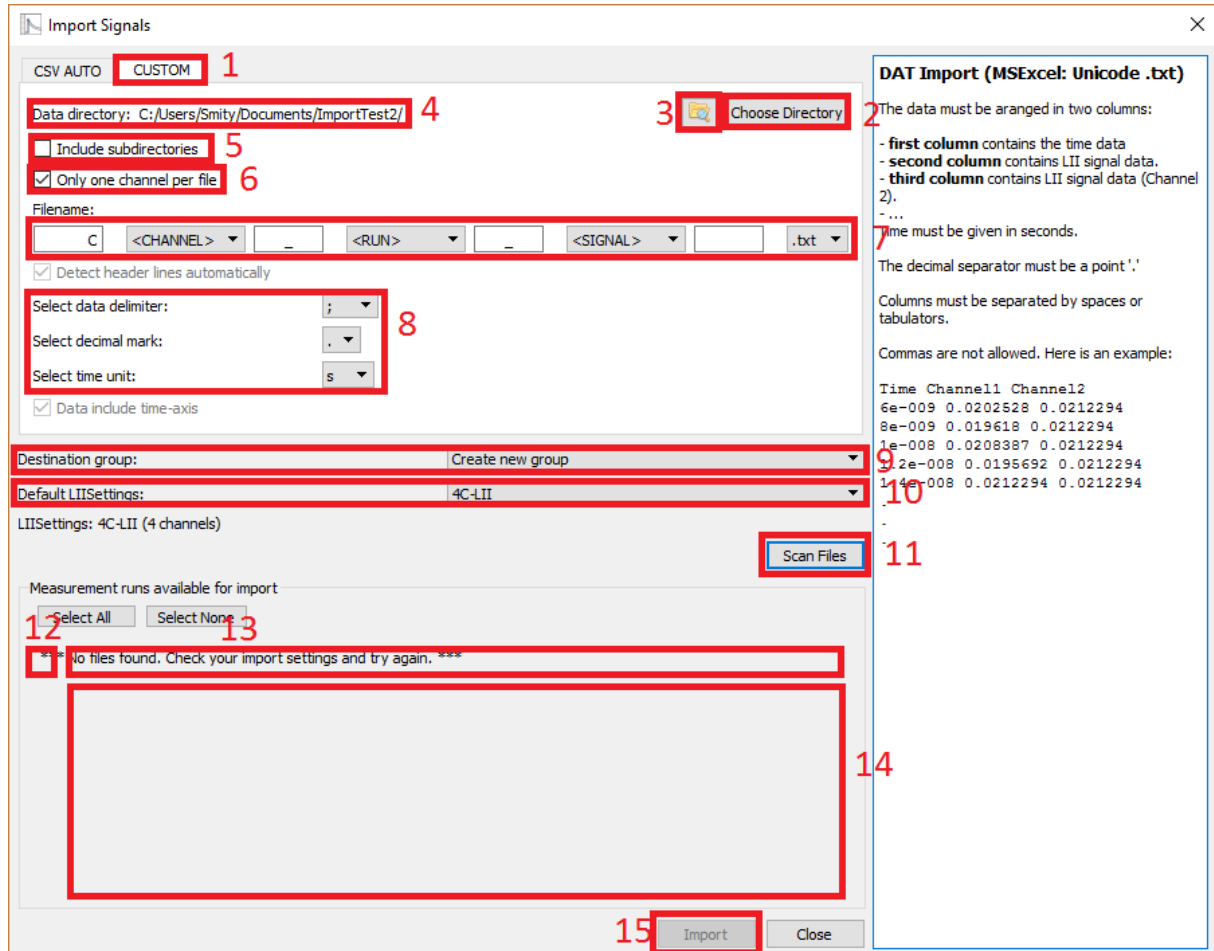 Import Signals
CSV AUTO CUSTOM 1
Data directory: C:/Users/Smity/Documents/ImportTest2/ 4 3 Choose Directory 2
Include subdirectories 5
Only one channel per file 6
Filename:
C <CHANNEL> _ <RUN> _ <SIGNAL> .txt 7
Detect header lines automatically
Select data delimiter: ;
8
Select decimal mark: .
Select time unit: s
Data include time-axis
Destination group: Create new group 9
Default LIISettings: 4C-LII 10
LIISettings: 4C-LII (4 channels)
Scan Files 11
Measurement runs available for import
Select All Select None
12 13
*** No files found. Check your import settings and try again. ***
14
15 Import Close
DAT Import (MSExcel: Unicode .txt)
The data must be aranged in two columns:
- first column contains the time data
- second column contains LII signal data.
- third column contains LII signal data (Channel
2).
- ...
Time must be given in seconds.
The decimal separator must be a point '.'
Columns must be separated by spaces or
tabulators.
Commas are not allowed. Here is an example:
Time Channel1 Channel2
6e-009 0.0202528 0.0212294
8e-009 0.019618 0.0212294
1e-008 0.0208387 0.0212294
1.2e-008 0.0195692 0.0212294
1.4e-008 0.0212294 0.0212294
.
.
.